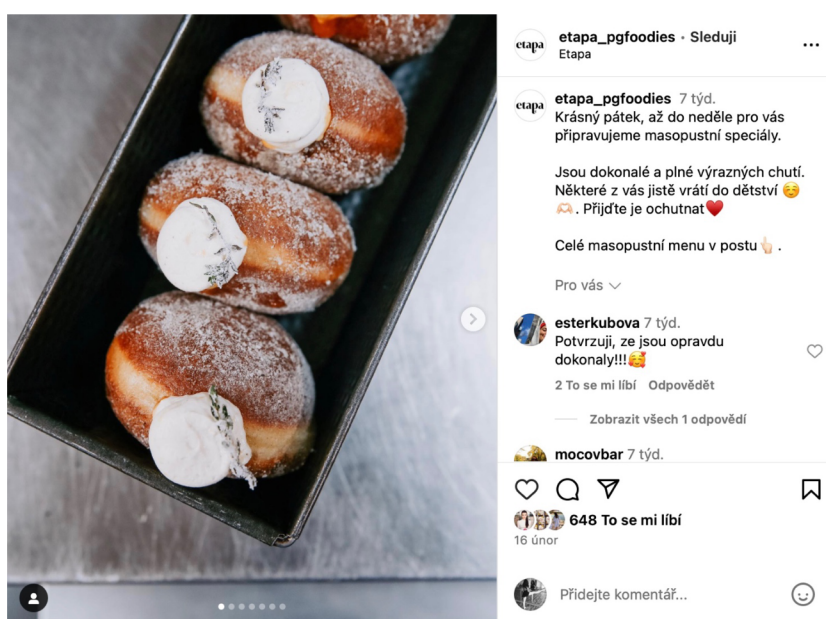 etapa
etapa_pgfoodies • Sleduji
Etapa
etapa
etapa_pgfoodies 7 týd.
Krásný pátek, až do neděle pro vás
připravujeme masopustní speciály.
Jsou dokonalé a plné výrazných chutí.
Některé z vás jistě vrátí do dětství ☺️
🫶🏻. Přijďte je ochutnat♥️
Celé masopustní menu v postu👆🏻.
Pro vás
esterkubova 7 týd.
Potvrzuji, ze jsou opravdu
dokonaly!!!🥰
2 To se mi líbí Odpovědět
Zobrazit všech 1 odpovědí
mocovbar 7 týd.
648 To se mi líbí
16 únor
Přidejte komentář...